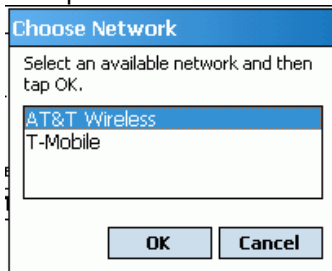 Choose Network
Select an available network and then
tap OK.
AT&T Wireless
T-Mobile
OK Cancel